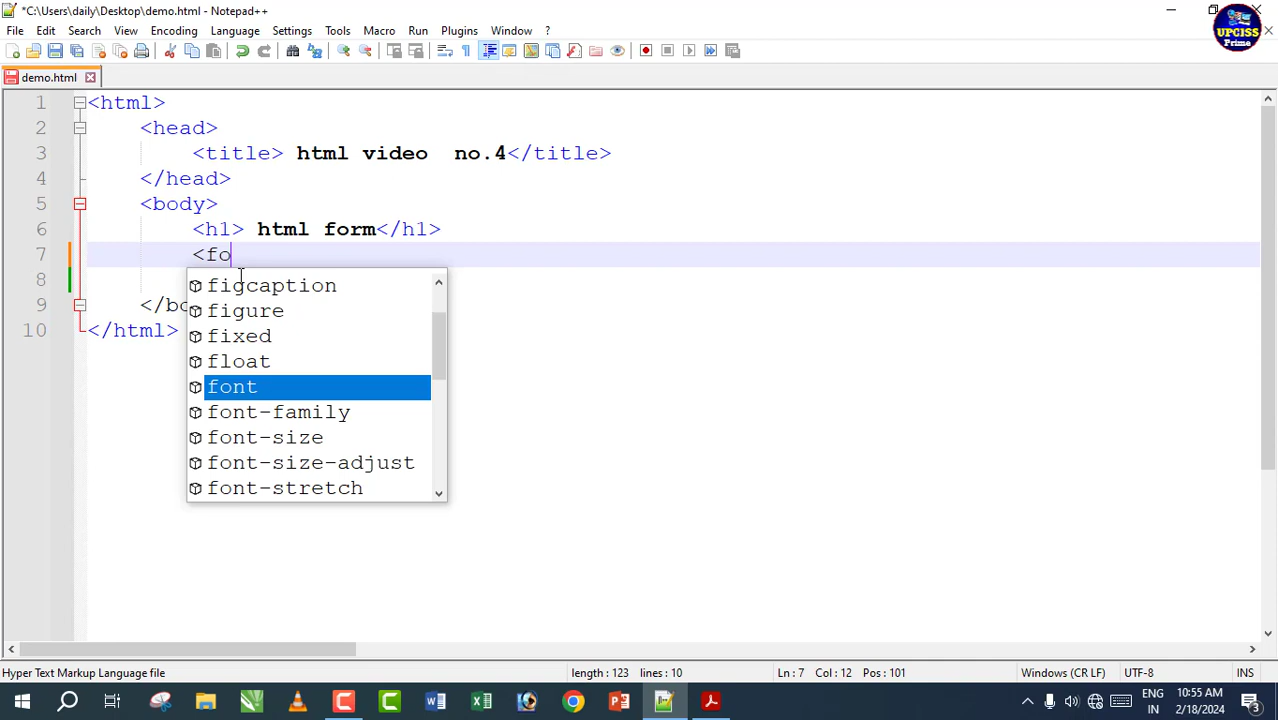 *C:\Users\daily\Desktop\demo.html - Notepad++
UPCISS
Prime
File Edit Search View Encoding Language Settings Tools Macro Run Plugins Window ?
demo.html
1 <html>
2 <head>
3 <title> html video  no.4</title>
4 </head>
5 <body>
6 <h1> html form</h1>
7 <fo
8
9 </bo
10 </html>
figcaption
figure
fixed
float
font
font-family
font-size
font-size-adjust
font-stretch
Hyper Text Markup Language file length : 123 lines : 10 Ln : 7 Col : 12 Pos : 101 Windows (CR LF) UTF-8 INS
ENG
IN
10:55 AM
2/18/2024
3